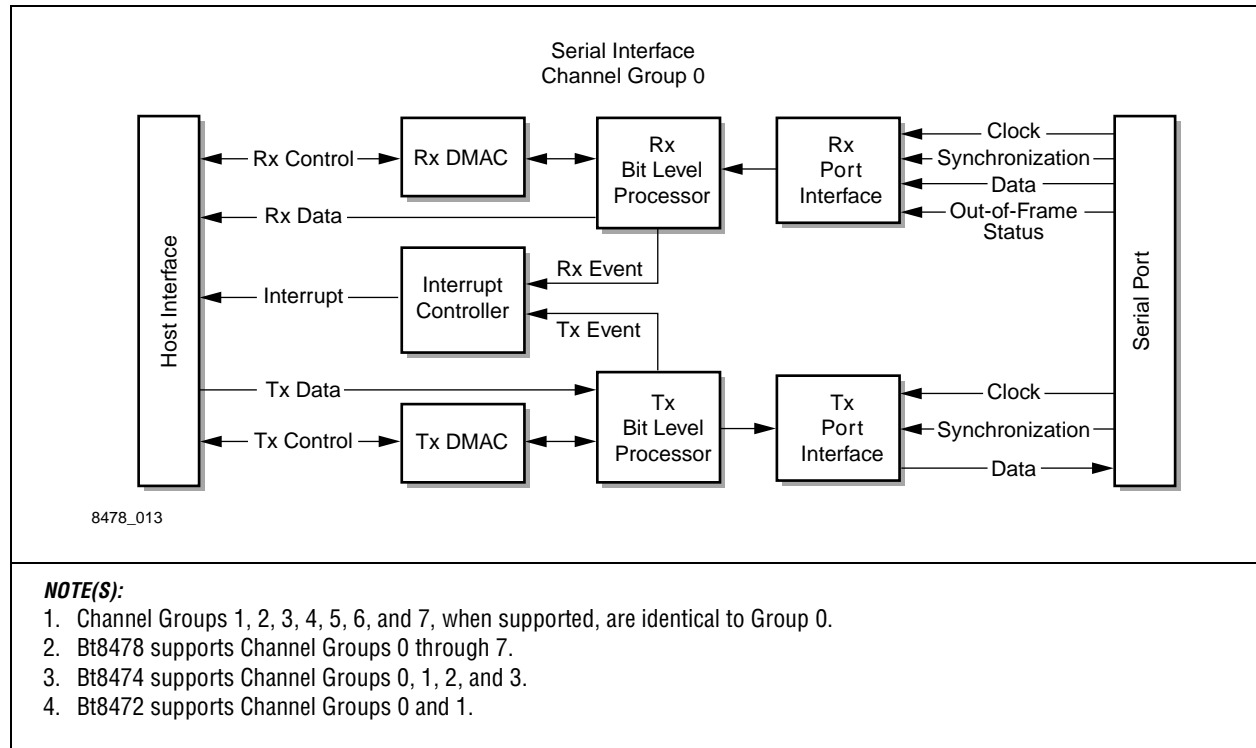 Serial Interface
Channel Group 0
Host Interface
Rx Control
Rx DMAC
Rx
Bit Level
Processor
Rx
Port
Interface
Clock
Synchronization
Data
Out-of-Frame
Status
Rx Data
Rx Event
Interrupt
Interrupt
Controller
Tx Event
Serial Port
Tx Data
Tx Control
Tx DMAC
Tx
Bit Level
Processor
Tx
Port
Interface
Clock
Synchronization
Data
8478_013
NOTE(S):
1. Channel Groups 1, 2, 3, 4, 5, 6, and 7, when supported, are identical to Group 0.
2. Bt8478 supports Channel Groups 0 through 7.
3. Bt8474 supports Channel Groups 0, 1, 2, and 3.
4. Bt8472 supports Channel Groups 0 and 1.